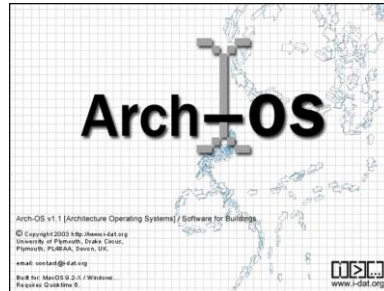 Arch-OS
Arch-OS v1.1 [Architecture Operating Systems] / Software for Buildings
© Copyright 2003 http://www.i-dat.org
University of Plymouth, Drake Circus,
Plymouth, PL48AA, Devon, UK.
email: contact@i-dat.org
Built for: MacOS 9.2-X / Windows...
Requires Quicktime 6.
www.i-dat.org